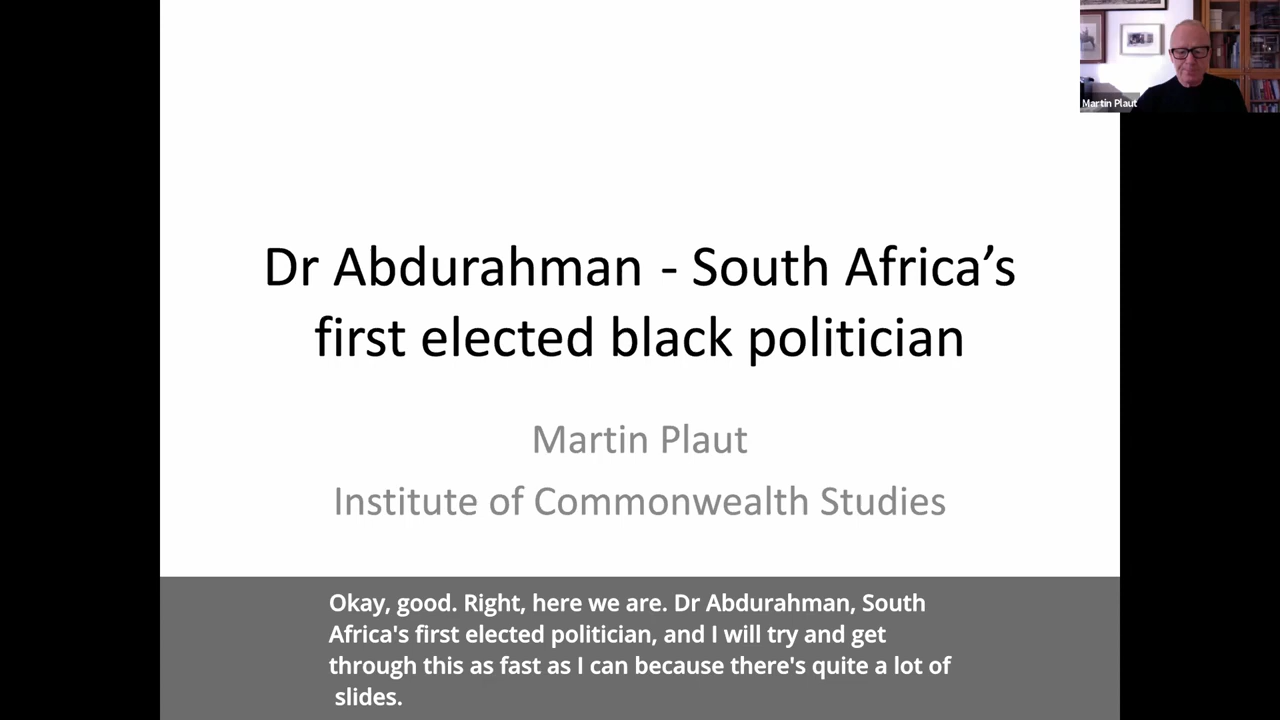 Martin Plaut
Dr Abdurahman - South Africa’s
first elected black politician
Martin Plaut
Institute of Commonwealth Studies
Okay, good. Right, here we are. Dr Abdurahman, South
Africa's first elected politician, and I will try and get
through this as fast as I can because there's quite a lot of
slides.